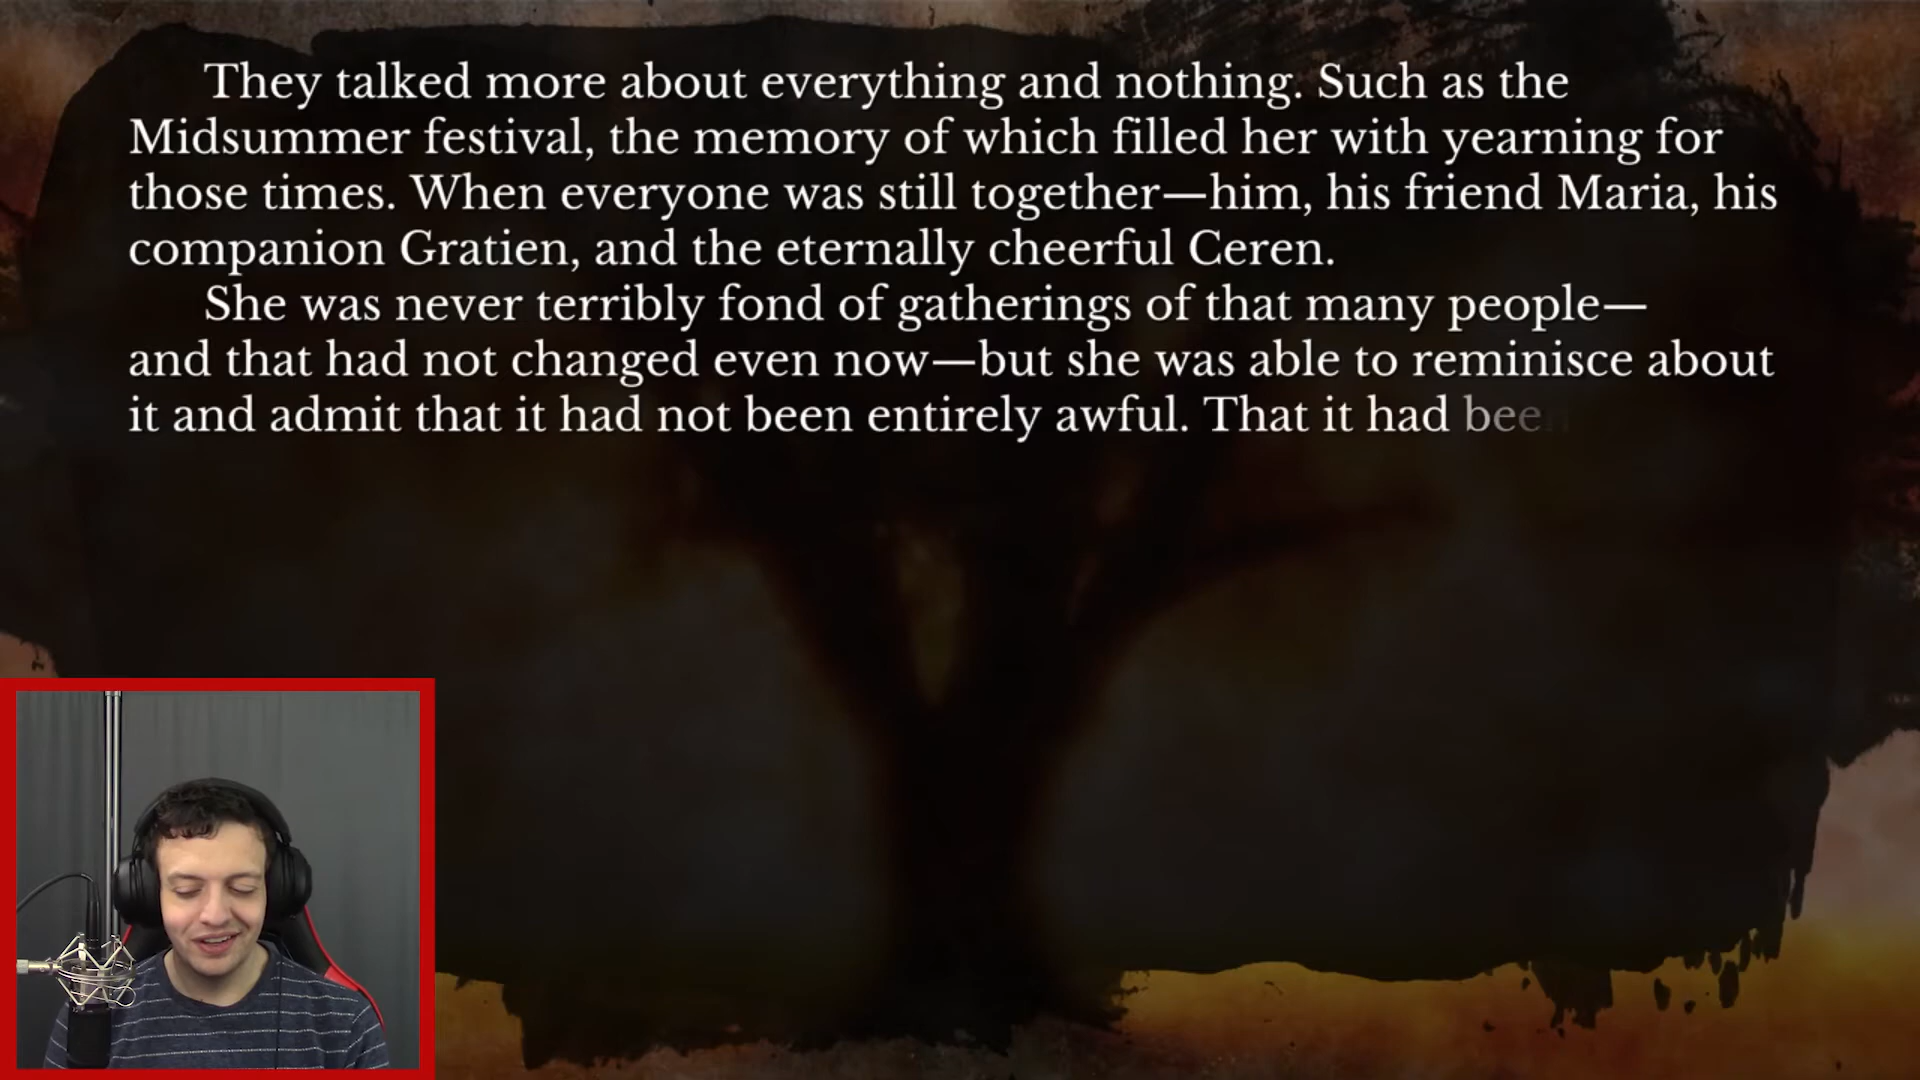 They talked more about everything and nothing. Such as the
Midsummer festival, the memory of which filled her with yearning for
those times. When everyone was still together—him, his friend Maria, his
companion Gratien, and the eternally cheerful Ceren.
She was never terribly fond of gatherings of that many people—
and that had not changed even now—but she was able to reminisce about
it and admit that it had not been entirely awful. That it had been